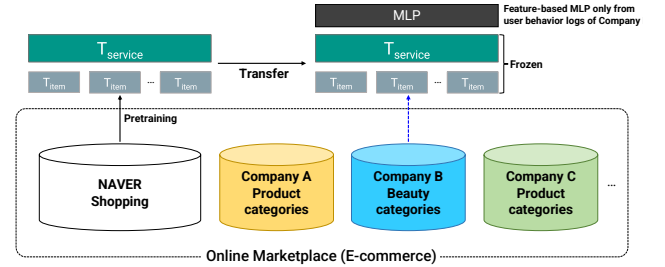 MLP
Feature-based MLP only from
user behavior logs of Company
Tservice
Tservice
Transfer
Frozen
Titem
Titem
...
Titem
Titem
Titem
...
Titem
Pretraining
NAVER
Shopping
Company A
Product
categories
Company B
Beauty
categories
Company C
Product
categories
...
Online Marketplace (E-commerce)